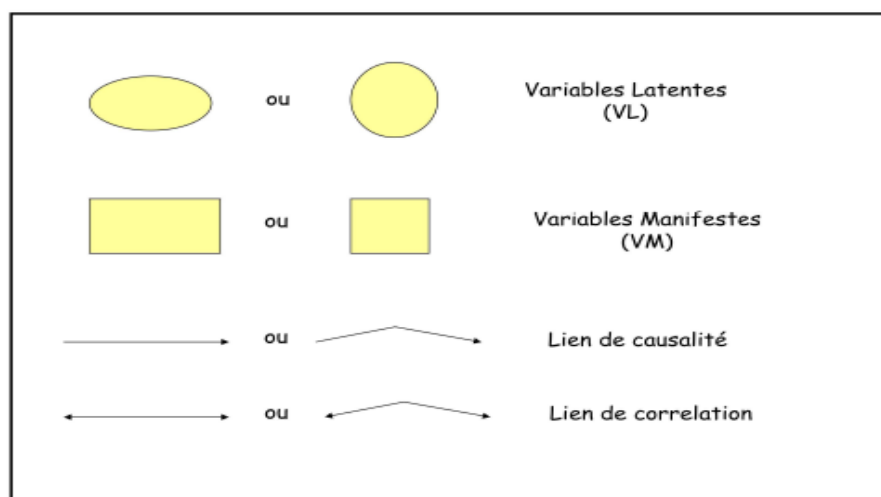 ou
Variables Latentes
(VL)
ou
Variables Manifestes
(VM)
ou
Lien de causalité
ou
Lien de correlation